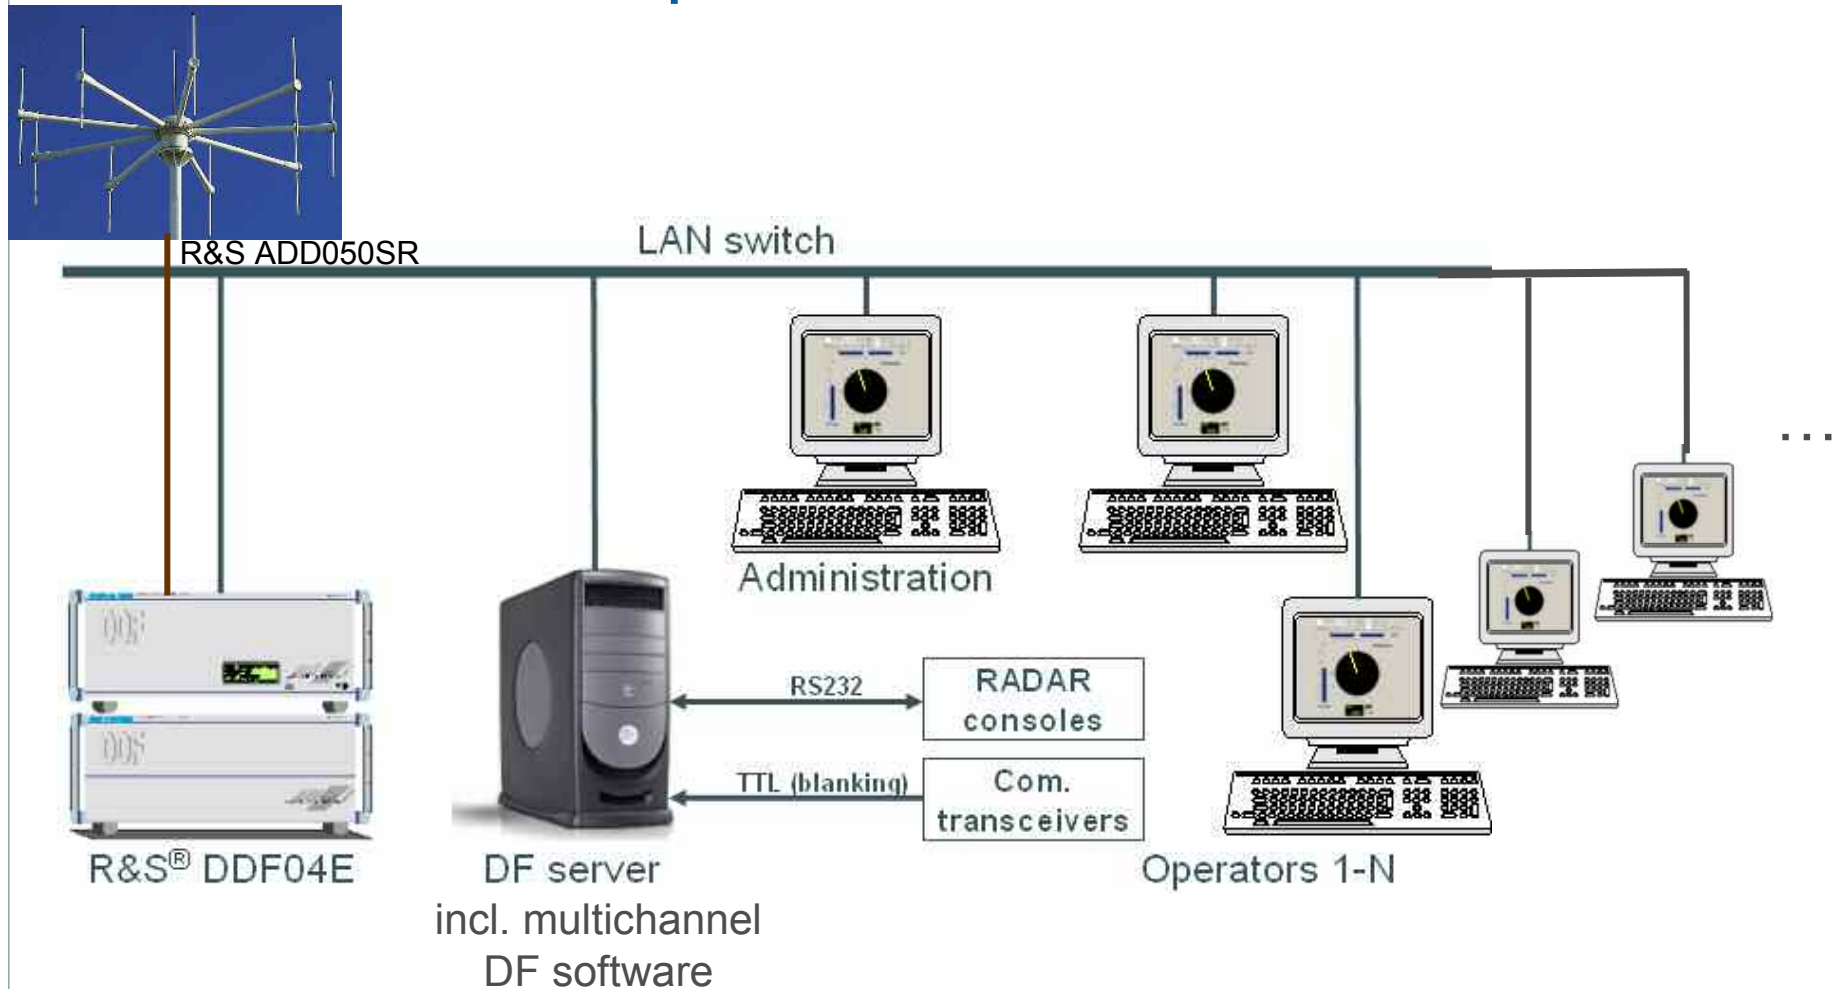 R&S ADD050SR
LAN switch
...
Administration
RS232
RADAR
consoles
TTL (blanking)
Com.
transceivers
R&S® DDF04E
DF server
incl. multichannel
DF software
Operators 1-N